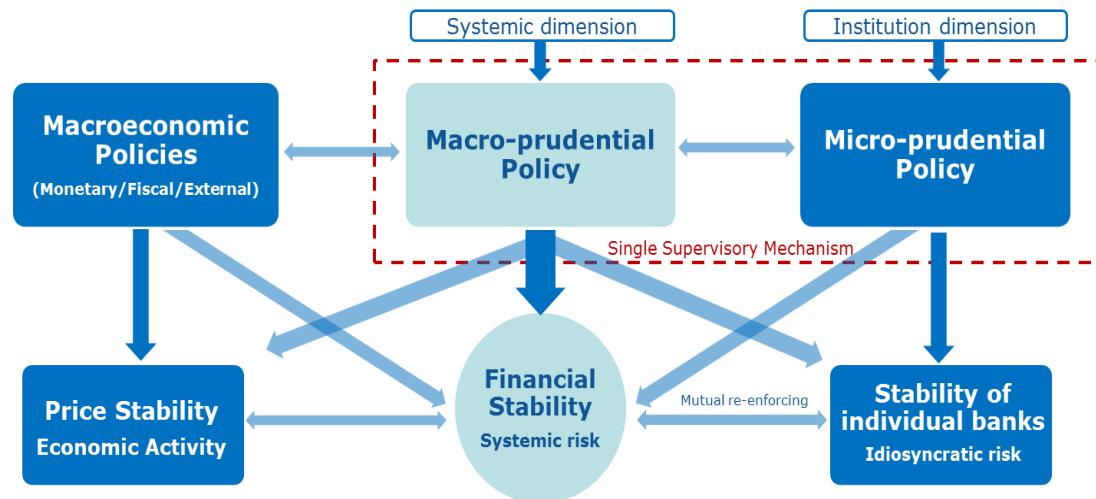 Systemic dimension
Institution dimension
Macroeconomic
Policies
(Monetary/Fiscal/External)
Macro-prudential
Policy
Micro-prudential
Policy
Single Supervisory Mechanism
Price Stability
Economic Activity
Financial
Stability
Systemic risk
Mutual re-enforcing
Stability of
individual banks
Idiosyncratic risk